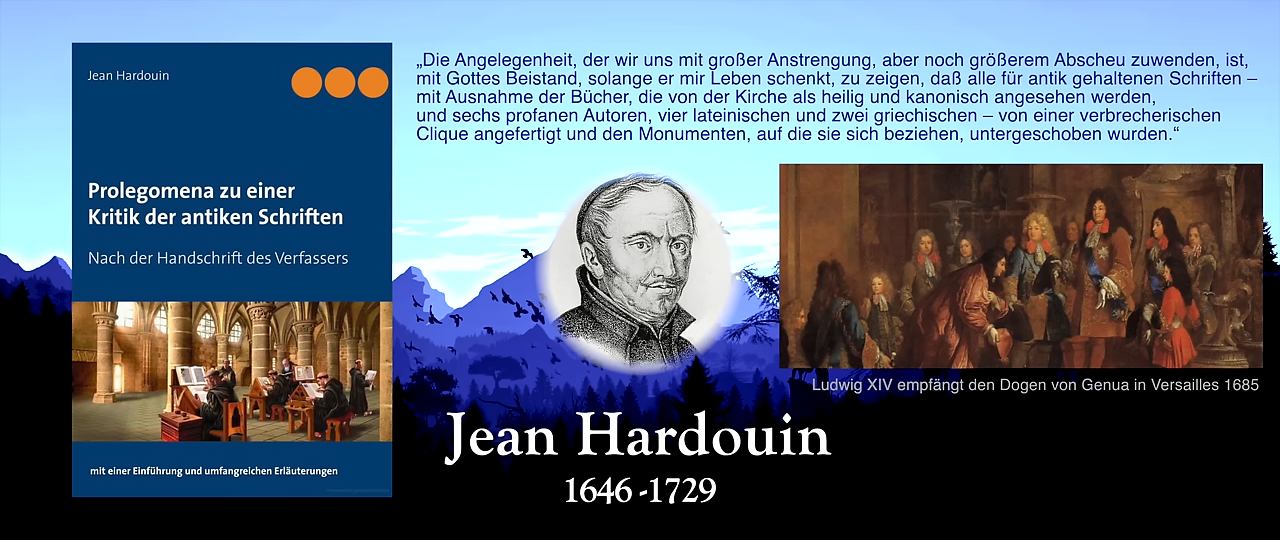 Jean Hardouin
Prolegomena zu einer
Kritik der antiken Schriften
Nach der Handschrift des Verfassers
mit einer Einführung und umfangreichen Erläuterungen
„Die Angelegenheit, der wir uns mit großer Anstrengung, aber noch größerem Abscheu zuwenden, ist,
mit Gottes Beistand, solange er mir Leben schenkt, zu zeigen, daß alle für antik gehaltenen Schriften –
mit Ausnahme der Bücher, die von der Kirche als heilig und kanonisch angesehen werden,
und sechs profanen Autoren, vier lateinischen und zwei griechischen – von einer verbrecherischen
Clique angefertigt und den Monumenten, auf die sie sich beziehen, untergeschoben wurden.“
Ludwig XIV empfängt den Dogen von Genua in Versailles 1685
Jean Hardouin
1646 -1729